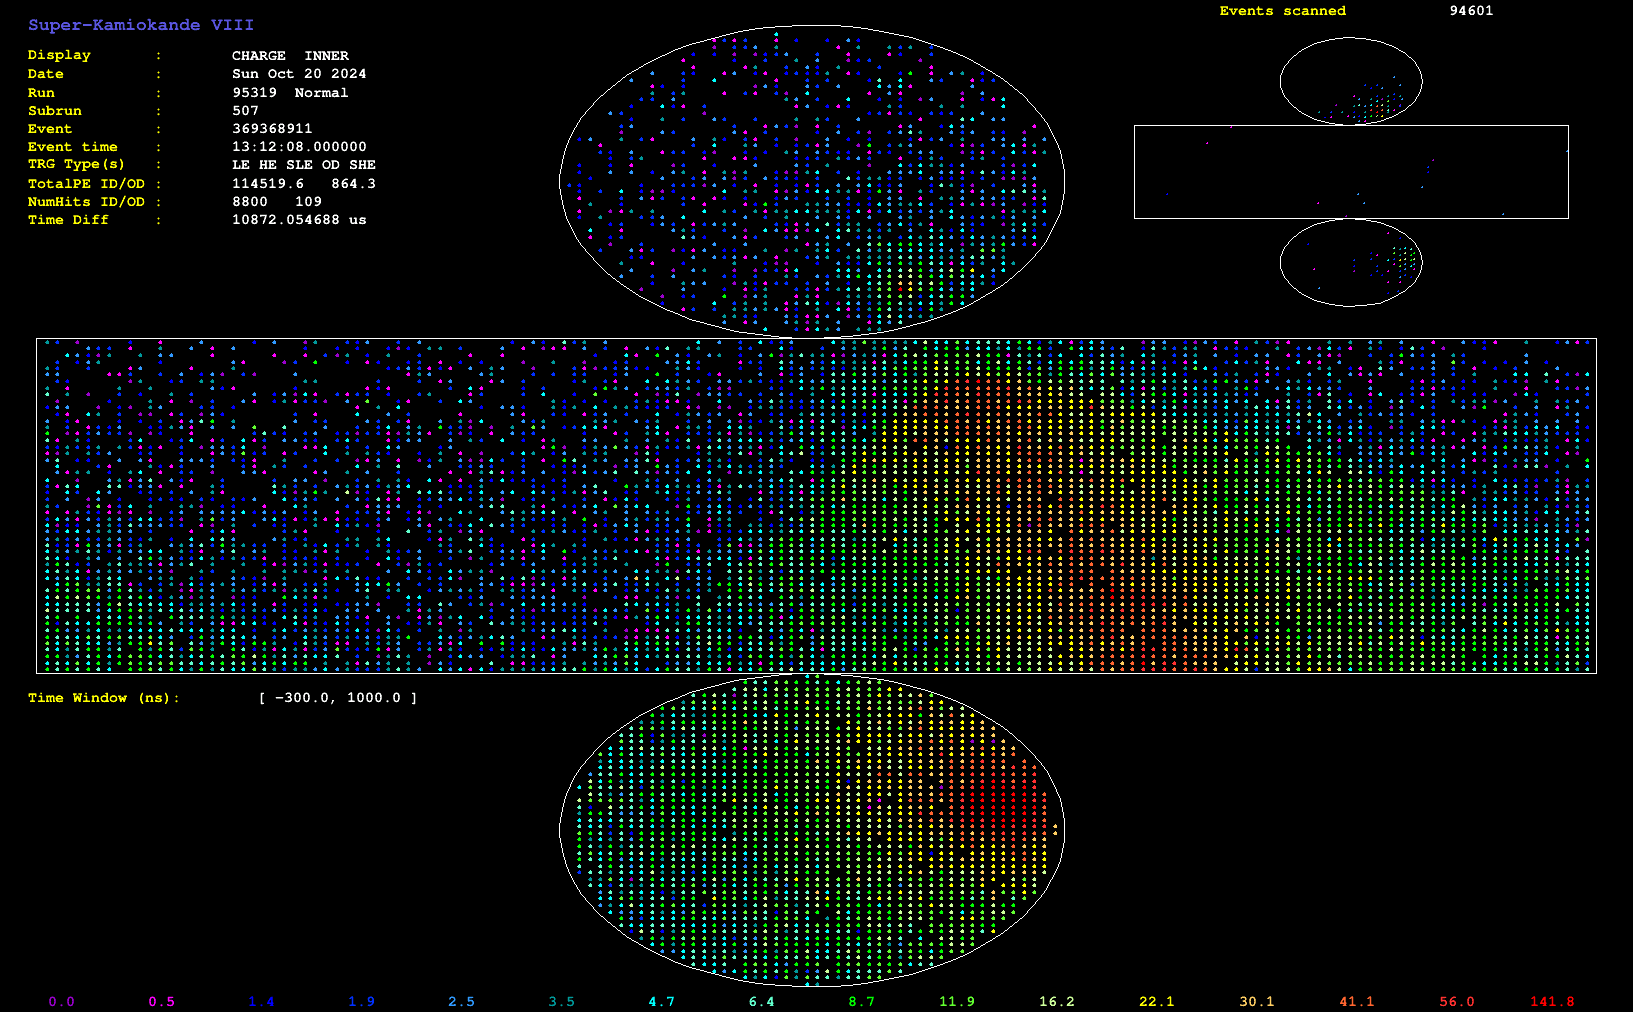 Super-Kamiokande VIII
Events scanned 94601
Display : CHARGE INNER
Date : Sun Oct 20 2024
Run : 95319 Normal
Subrun : 507
Event : 369368911
Event time : 13:12:08.000000
TRG Type(s) : LE HE SLE OD SHE
TotalPE ID/OD : 114519.6 864.3
NumHits ID/OD : 8800 109
Time Diff : 10872.054688 us
Time Window (ns): [ −300.0, 1000.0 ]
0.0 0.5 1.4 1.9 2.5 3.5 4.7 6.4 8.7 11.9 16.2 22.1 30.1 41.1 56.0 141.8